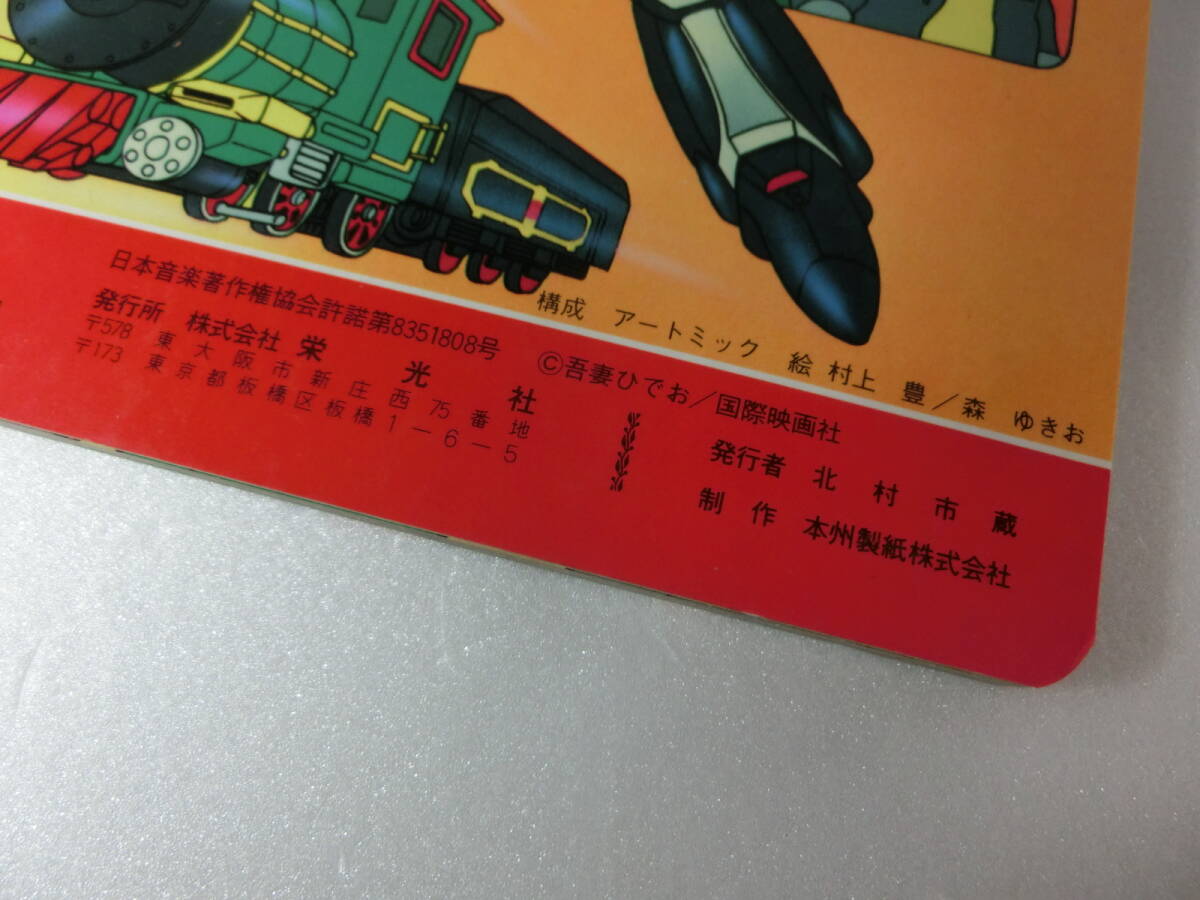 構成 アートミック 絵 村上 豊／森 ゆきお
日本音楽著作権協会許諾第8351808号
©吾妻ひでお／国際映画社
発行所 株式会社 栄光社
〒578 東大阪市新庄西75番地
〒173 東京都板橋区板橋1-6-5
発行者 北村市蔵
制作 本州製紙株式会社